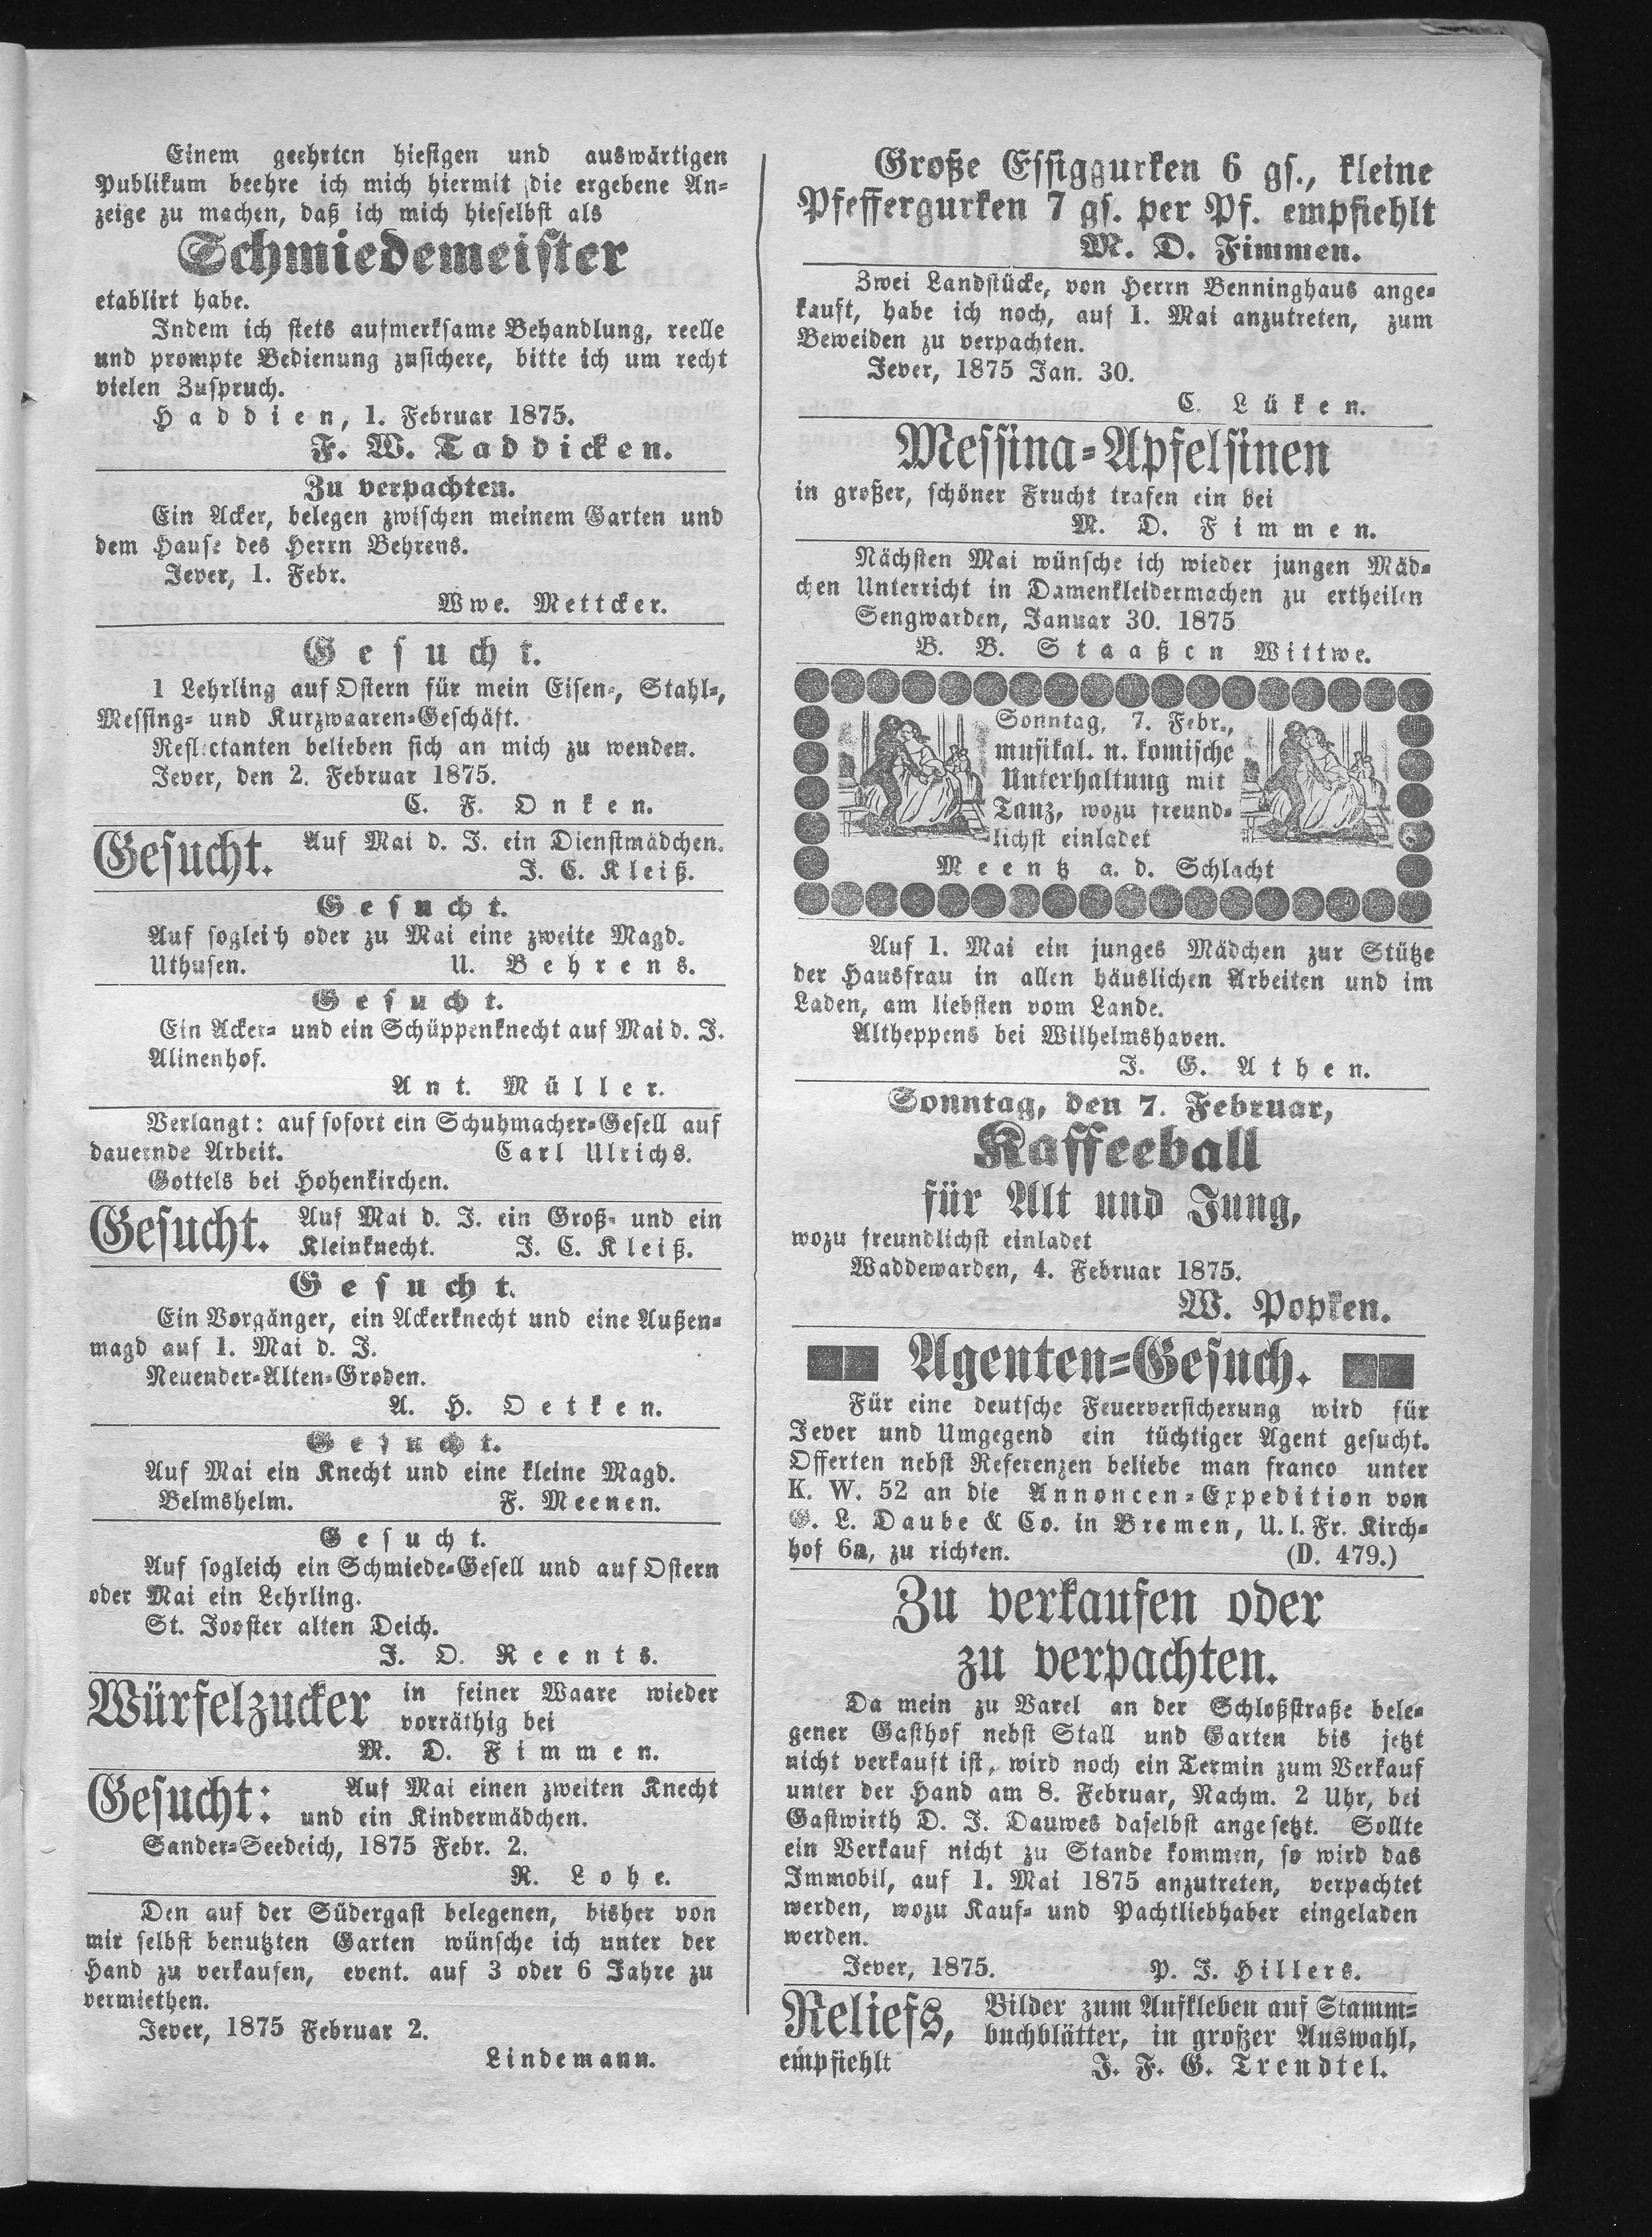 Einem geehrten hiesigen und auswärtigen
Publikum beehre ich mich hiermit die ergebene An-
zeige zu machen, daß ich mich hieselbst als
Schmiedemeister
etablirt habe.
Indem ich stets aufmerksame Behandlung, reelle
und prompte Bedienung zusichere, bitte ich um recht
vielen Zuspruch.
Haddien, 1. Februar 1875.
F. W. Taddicken.
Zu verpachten.
Ein Acker, belegen zwischen meinem Garten und
dem Hause des Herrn Behrens.
Jever, 1. Febr.
Wwe. Mettcker.
Gesucht.
1 Lehrling auf Ostern für mein Eisen-, Stahl-,
Messing- und Kurzwaaren-Geschäft.
Reflectanten belieben sich an mich zu wenden.
Jever, den 2. Februar 1875.
C. F. Onken.
Gesucht. Auf Mai d. J. ein Dienstmädchen.
J. C. Kleiß.
Gesucht.
Auf sogleich oder zu Mai eine zweite Magd.
Uthusen. U. Behrens.
Gesucht.
Ein Acker- und ein Schüppenknecht auf Mai d. J.
Alinenhof.
Ant. Müller.
Verlangt: auf sofort ein Schuhmacher-Gesell auf
dauernde Arbeit. Carl Ulrichs.
Gottels bei Hohenkirchen.
Gesucht. Auf Mai d. J. ein Groß- und ein
Kleinknecht. J. C. Kleiß.
Gesucht.
Ein Vorgänger, ein Ackerknecht und eine Außen-
magd auf 1. Mai d. J.
Neuender-Alten-Groden.
A. H. Oetken.
Gesucht.
Auf Mai ein Knecht und eine kleine Magd.
Belmshelm. F. Meenen.
Gesucht.
Auf sogleich ein Schmiede-Gesell und auf Ostern
oder Mai ein Lehrling.
St. Jooster alten Deich.
J. O. Reents.
Würfelzucker in feiner Waare wieder
vorräthig bei
M. D. Fimmen.
Gesucht: Auf Mai einen zweiten Knecht
und ein Kindermädchen.
Sander-Seedeich, 1875 Febr. 2.
R. Lohe.
Den auf der Südergast belegenen, bisher von
mir selbst benutzten Garten wünsche ich unter der
Hand zu verkaufen, event. auf 3 oder 6 Jahre zu
vermiethen.
Jever, 1875 Februar 2.
Lindemann.
Große Essiggurken 6 gs., kleine
Pfeffergurken 7 gs. per Pf. empfiehlt
M. D. Fimmen.
Zwei Landstücke, von Herrn Benninghaus ange-
kauft, habe ich noch, auf 1. Mai anzutreten, zum
Beweiden zu verpachten.
Jever, 1875 Jan. 30.
C. Lüken.
Messina-Apfelsinen
in großer, schöner Frucht trafen ein bei
M. D. Fimmen.
Nächsten Mai wünsche ich wieder jungen Mäd-
chen Unterricht in Damenkleidermachen zu ertheilen
Sengwarden, Januar 30. 1875
B. B. Staaßen Wittwe.
Sonntag, 7. Febr.,
musikal. n. komische
Unterhaltung mit
Tanz, wozu freund-
lichst einladet
Meentz a. d. Schlacht
Auf 1. Mai ein junges Mädchen zur Stütze
der Hausfrau in allen häuslichen Arbeiten und im
Laden, am liebsten vom Lande.
Altheppens bei Wilhelmshaven.
J. G. Athen.
Sonntag, den 7. Februar,
Kaffeeball
für Alt und Jung,
wozu freundlichst einladet
Waddewarden, 4. Februar 1875.
W. Popken.
Agenten-Gesuch.
Für eine deutsche Feuerversicherung wird für
Jever und Umgegend ein tüchtiger Agent gesucht.
Offerten nebst Referenzen beliebe man franco unter
K. W. 52 an die Annoncen-Expedition von
G. L. Daube & Co. in Bremen, U. l. Fr. Kirch-
hof 6a, zu richten. (D. 479.)
Zu verkaufen oder
zu verpachten.
Da mein zu Varel an der Schloßstraße bele-
gener Gasthof nebst Stall und Garten bis jetzt
nicht verkauft ist, wird noch ein Termin zum Verkauf
unter der Hand am 8. Februar, Nachm. 2 Uhr, bei
Gastwirth D. J. Dauwes daselbst angesetzt. Sollte
ein Verkauf nicht zu Stande kommen, so wird das
Immobil, auf 1. Mai 1875 anzutreten, verpachtet
werden, wozu Kauf- und Pachtliebhaber eingeladen
werden.
Jever, 1875. P. J. Hillers.
Reliefs, Bilder zum Aufkleben auf Stamm-
buchblätter, in großer Auswahl,
empfiehlt J. F. G. Trendtel.